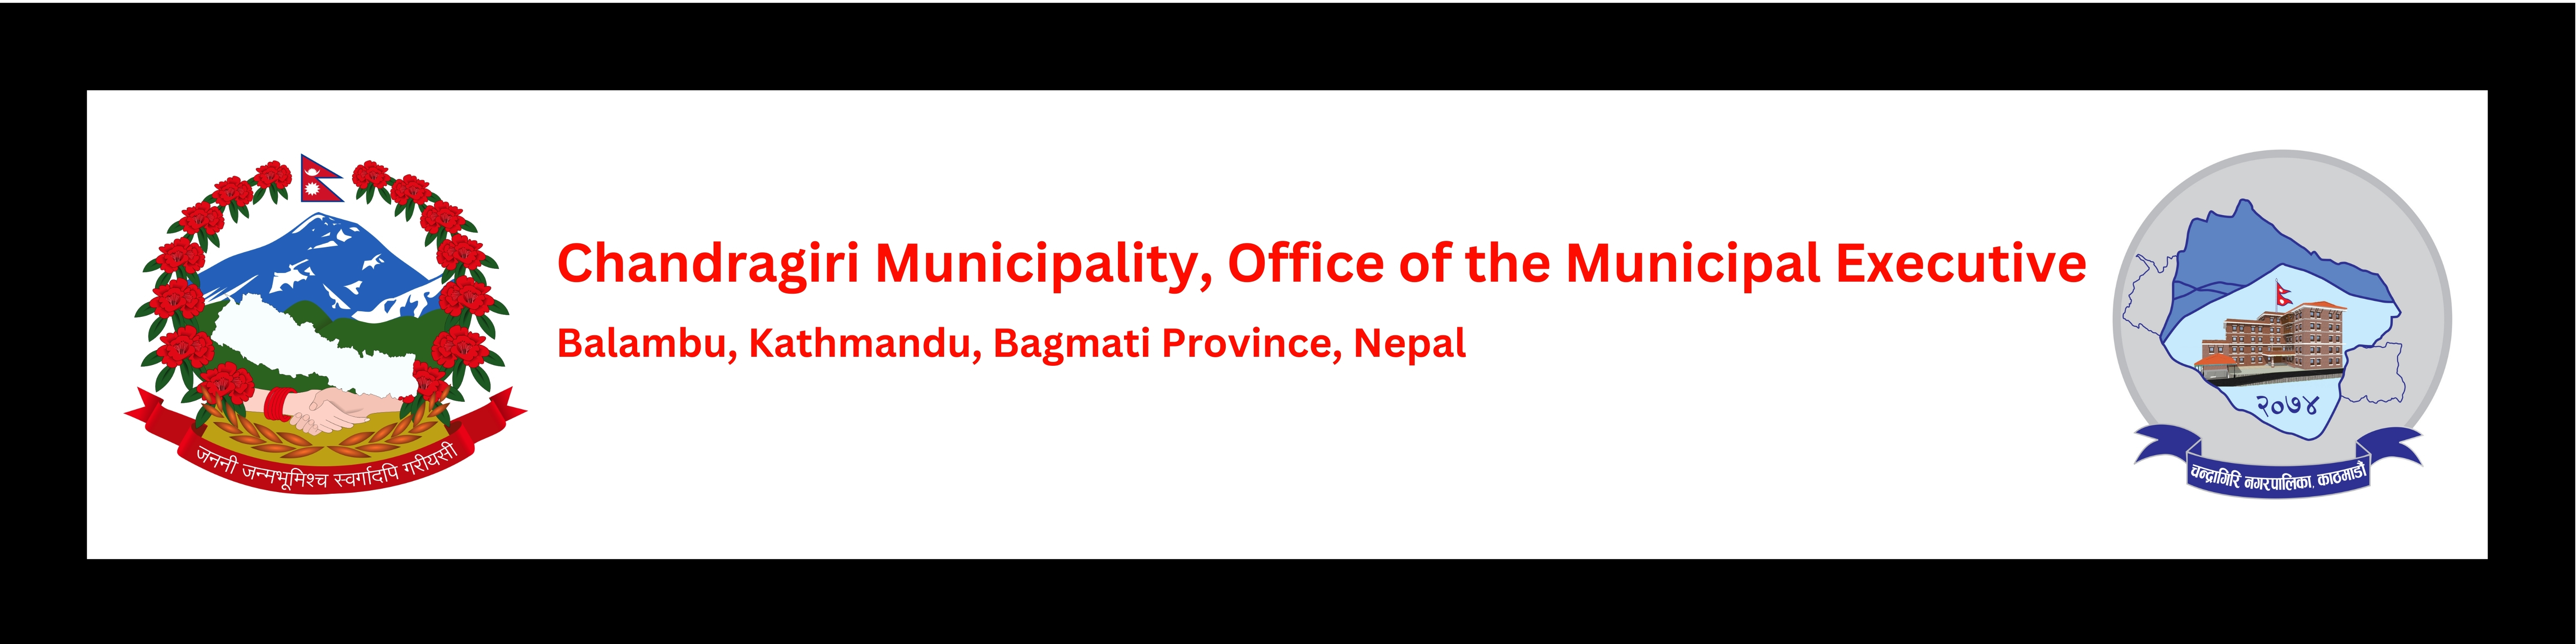 Chandragiri Municipality, Office of the Municipal Executive
Balambu, Kathmandu, Bagmati Province, Nepal
जननी जन्मभूमिश्च स्वर्गादपि गरीयसी
२०७४
चन्द्रागिरि नगरपालिका, काठमाडौं